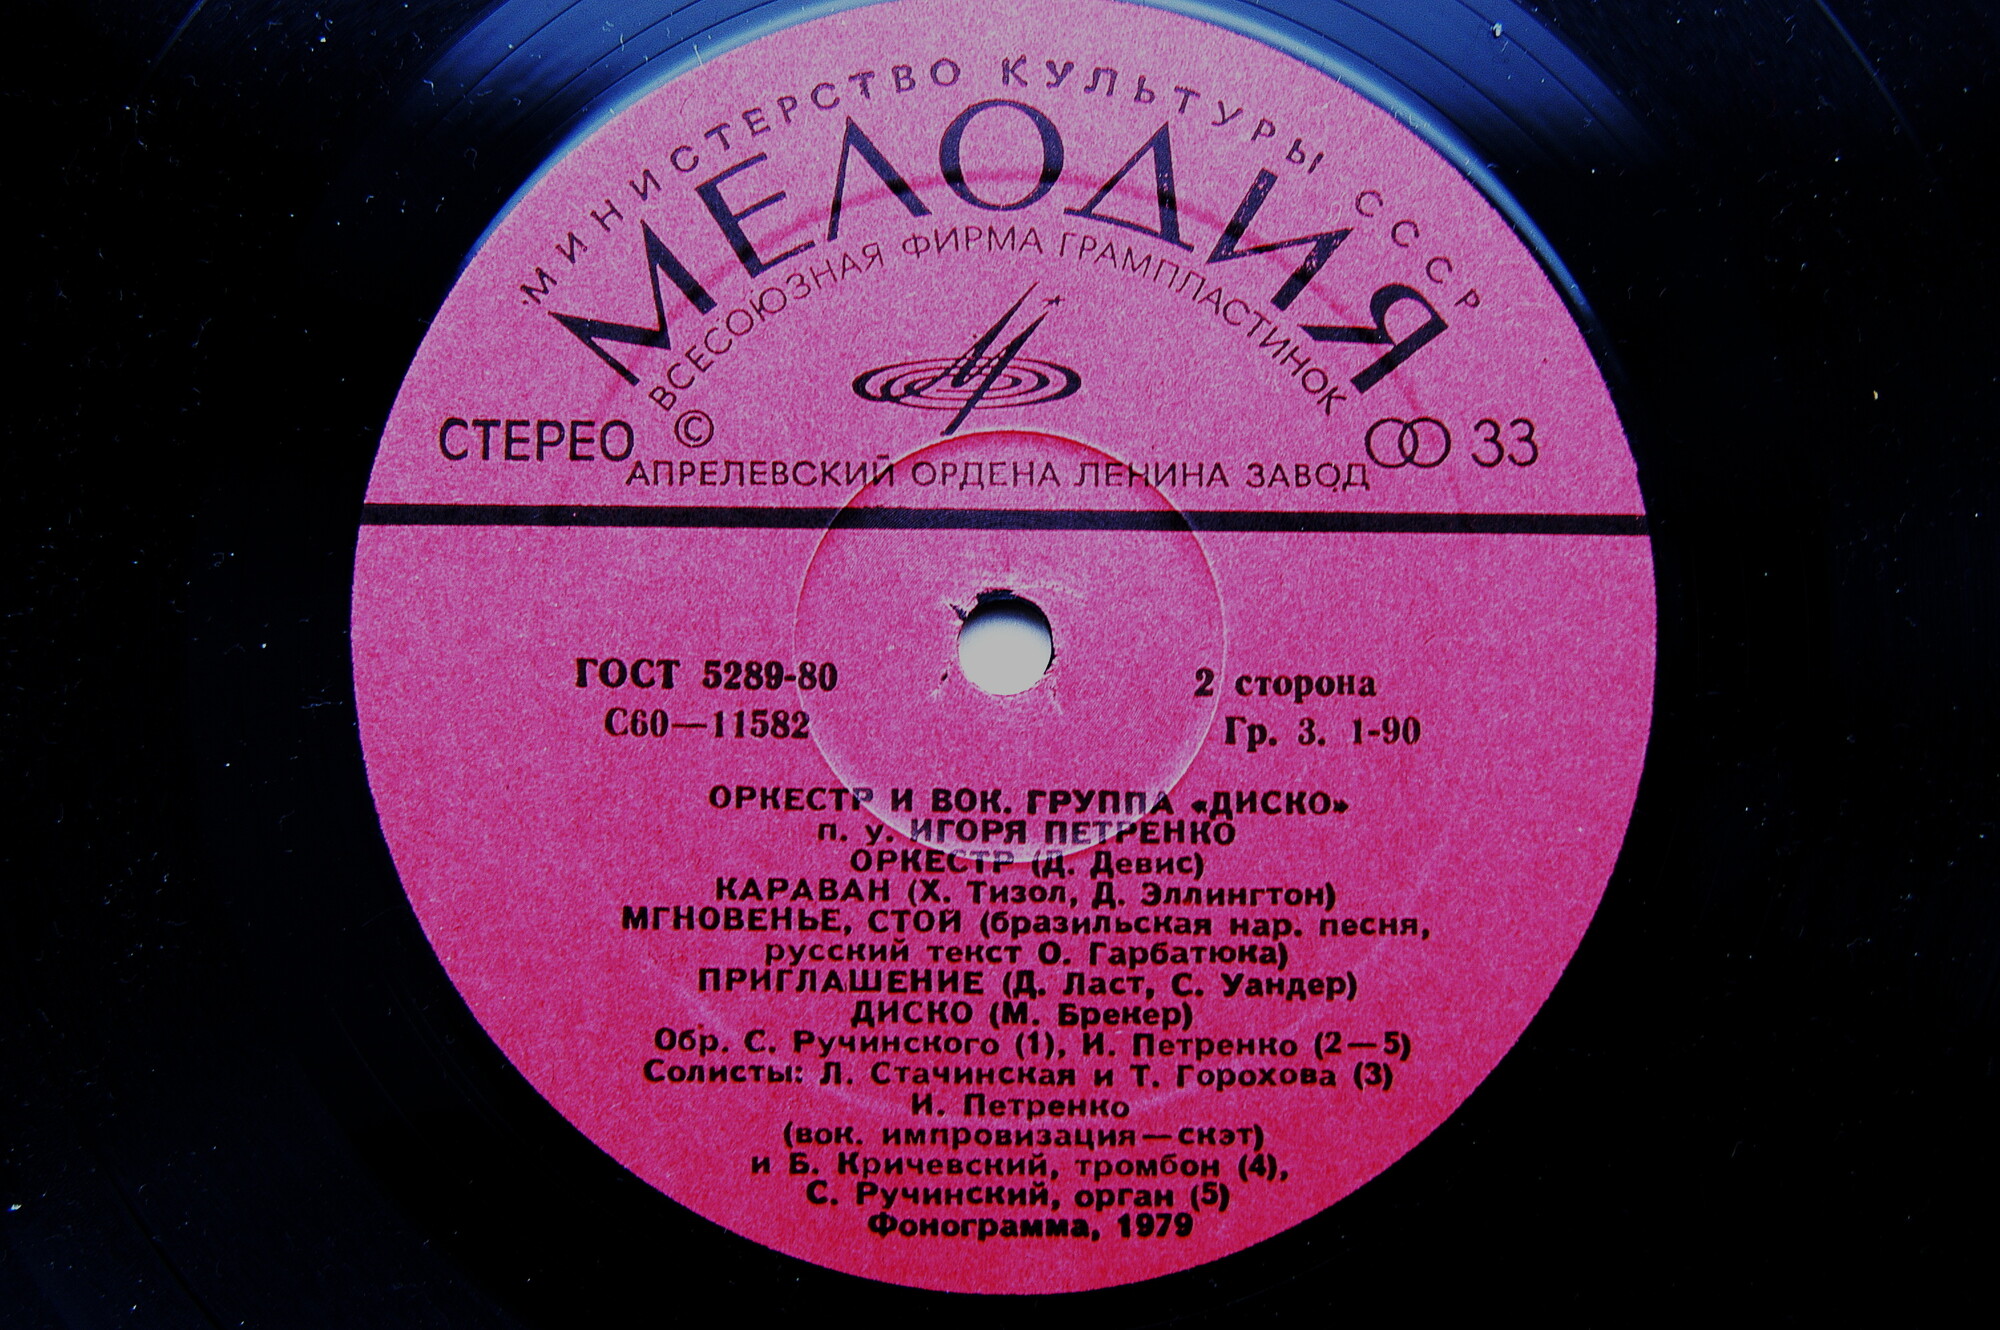 МИНИСТЕРСТВО КУЛЬТУРЫ СССР
МЕЛОДИЯ
ВСЕСОЮЗНАЯ ФИРМА ГРАМПЛАСТИНОК
СТЕРЕО © 33
АПРЕЛЕВСКИЙ ОРДЕНА ЛЕНИНА ЗАВОД
ГОСТ 5289-80 2 сторона
С60—11582 Гр. 3. 1-90
ОРКЕСТР И ВОК. ГРУППА «ДИСКО»
п. у. ИГОРЯ ПЕТРЕНКО
ОРКЕСТР (Д. Девис)
КАРАВАН (Х. Тизол, Д. Эллингтон)
МГНОВЕНЬЕ, СТОЙ (бразильская нар. песня,
русский текст О. Гарбатюка)
ПРИГЛАШЕНИЕ (Д. Ласт, С. Уандер)
ДИСКО (М. Брекер)
Обр. С. Ручинского (1), И. Петренко (2—5)
Солисты: Л. Стачинская и Т. Горохова (3)
И. Петренко
(вок. импровизация—скэт)
и Б. Кричевский, тромбон (4),
С. Ручинский, орган (5)
Фонограмма, 1979